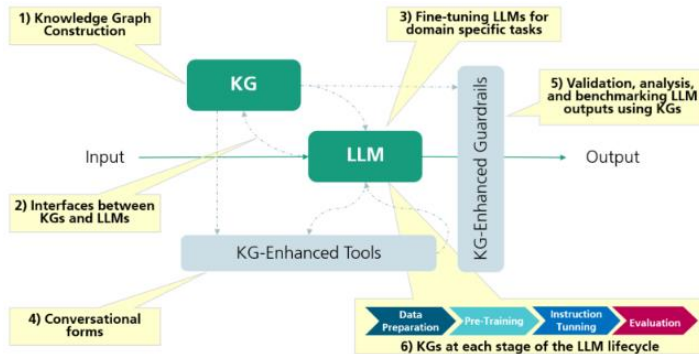 1) Knowledge Graph
Construction
3) Fine-tuning LLMs for
domain specific tasks
KG
KG-Enhanced Guardrails
5) Validation, analysis,
and benchmarking LLM
outputs using KGs
Input
LLM
Output
2) Interfaces between
KGs and LLMs
KG-Enhanced Tools
4) Conversational
forms
Data
Preparation
Pre-Training
Instruction
Tunning
Evaluation
6) KGs at each stage of the LLM lifecycle